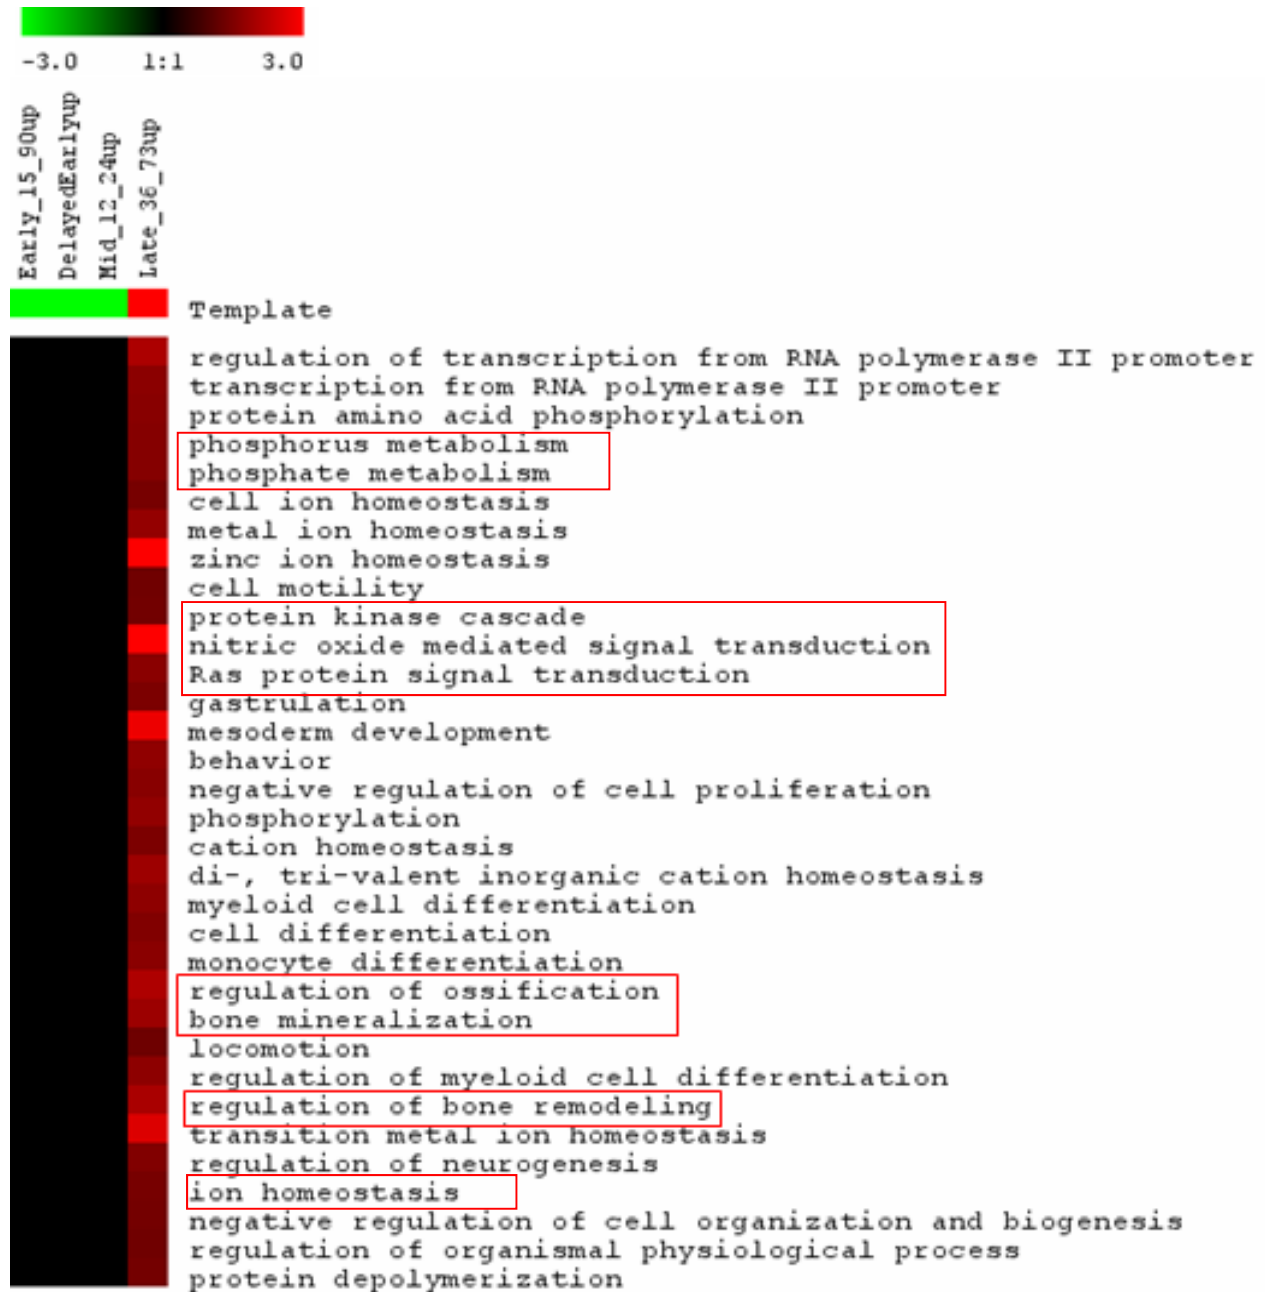 -3.0 1:1 3.0
Early_15_90up
DelayedEarlyup
Mid_12_24up
Late_36_73up
Template
regulation of transcription from RNA polymerase II promoter
transcription from RNA polymerase II promoter
protein amino acid phosphorylation
phosphorus metabolism
phosphate metabolism
cell ion homeostasis
metal ion homeostasis
zinc ion homeostasis
cell motility
protein kinase cascade
nitric oxide mediated signal transduction
Ras protein signal transduction
gastrulation
mesoderm development
behavior
negative regulation of cell proliferation
phosphorylation
cation homeostasis
di-, tri-valent inorganic cation homeostasis
myeloid cell differentiation
cell differentiation
monocyte differentiation
regulation of ossification
bone mineralization
locomotion
regulation of myeloid cell differentiation
regulation of bone remodeling
transition metal ion homeostasis
regulation of neurogenesis
ion homeostasis
negative regulation of cell organization and biogenesis
regulation of organismal physiological process
protein depolymerization